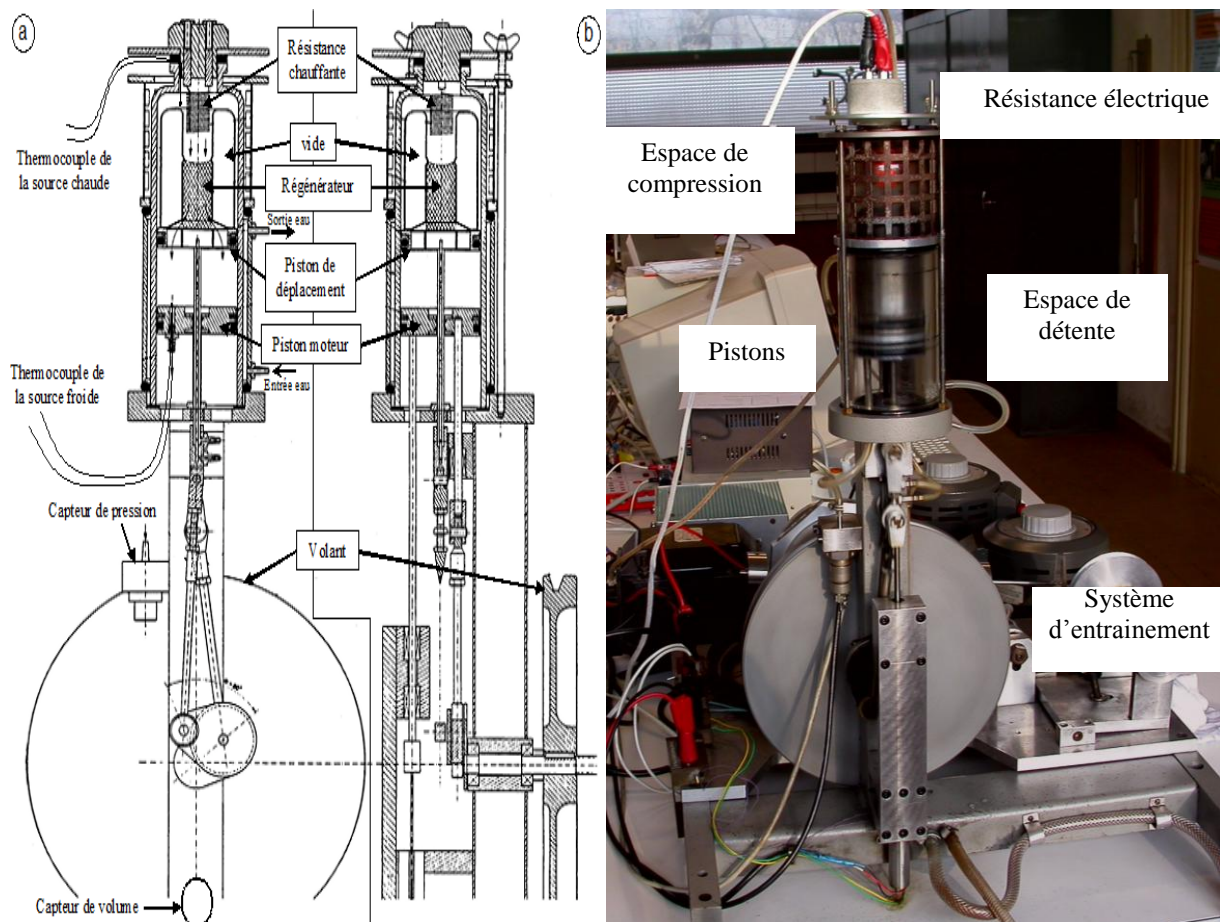 a
Résistance
chauffante
Thermocouple de
la source chaude
vide
Régénérateur
Sortie eau
Piston de
déplacement
Piston moteur
Entrée eau
Thermocouple de
la source froide
Capteur de pression
Volant
Capteur de volume
b
Résistance électrique
Espace de
compression
Espace de
détente
Pistons
Système
d’entrainement